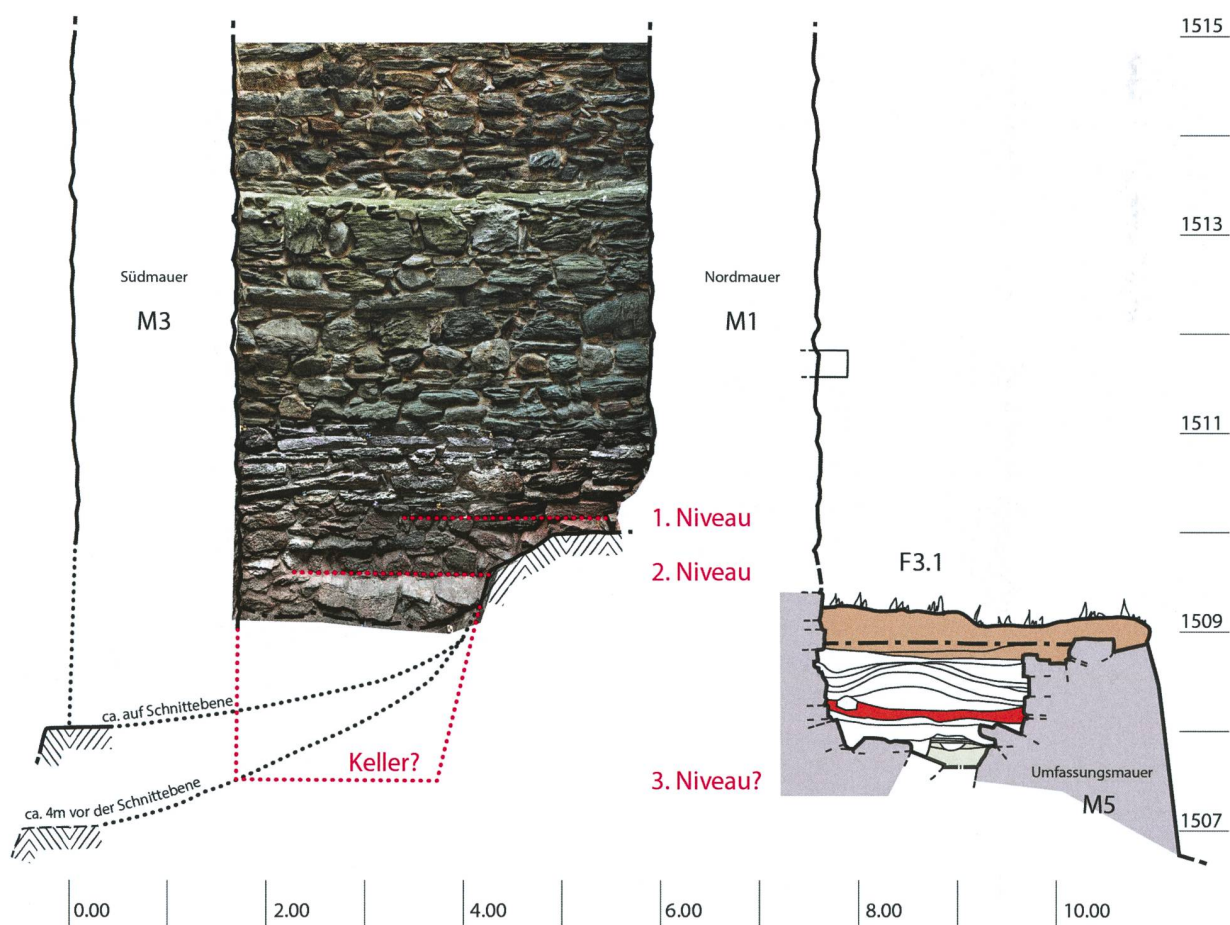 1515
1513
Südmauer
Nordmauer
M3
M1
1511
1. Niveau
F3.1
2. Niveau
1509
ca. auf Schnittebene
Keller?
3. Niveau?
Umfassungsmauer
M5
ca. 4m vor der Schnittebene
1507
0.00
2.00
4.00
6.00
8.00
10.00